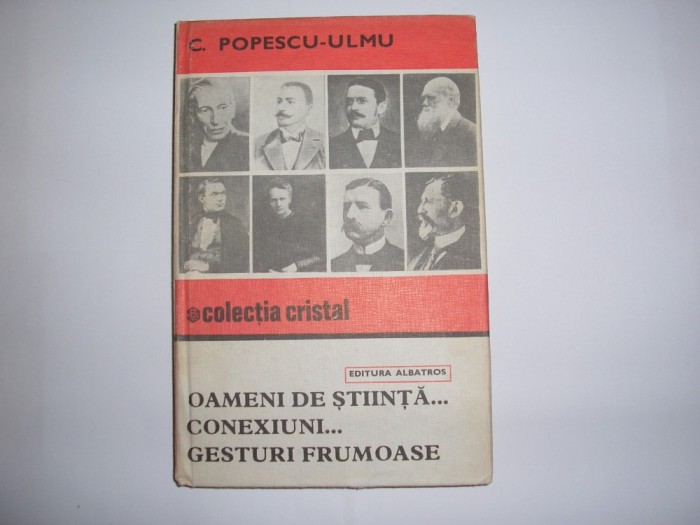 C. POPESCU-ULMU
colecția cristal
EDITURA ALBATROS
OAMENI DE ȘTIINȚĂ...
CONEXIUNI...
GESTURI FRUMOASE